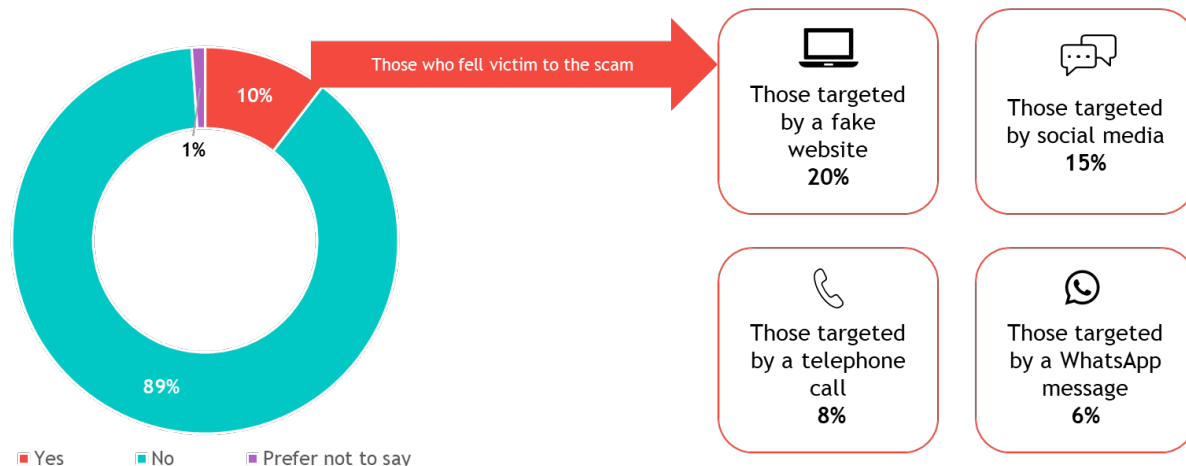 10%
1%
89%
Yes
No
Prefer not to say
Those who fell victim to the scam
Those targeted
by a fake
website
20%
Those targeted
by social media
15%
Those targeted
by a telephone
call
8%
Those targeted
by a WhatsApp
message
6%